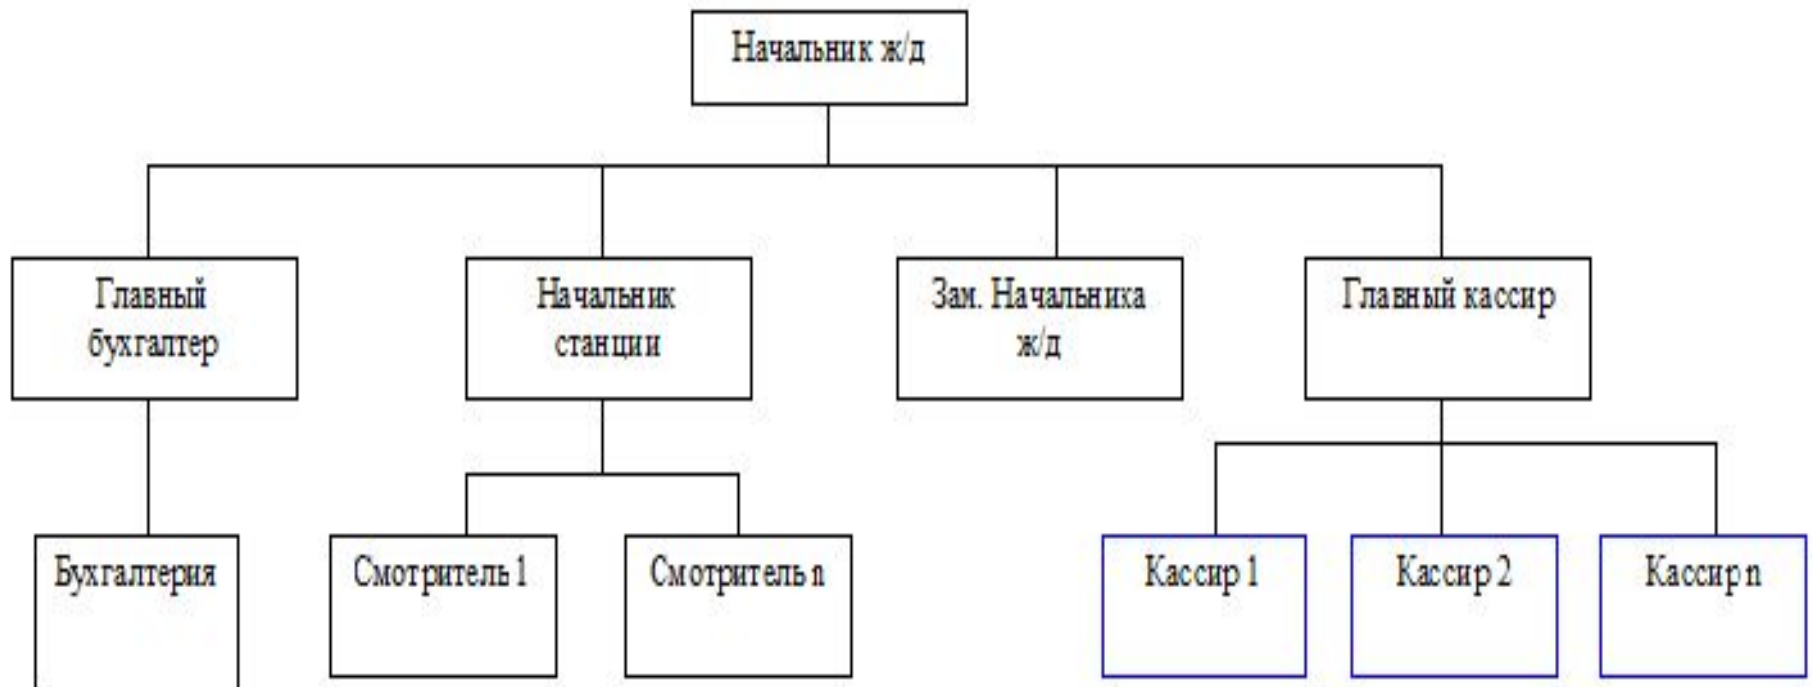 Начальник ж/д
Главный
бухгалтер
Начальник
станции
Зам. Начальника
ж/д
Главный кассир
Бухгалтерия
Смотритель 1
Смотритель n
Кассир 1
Кассир 2
Кассир n